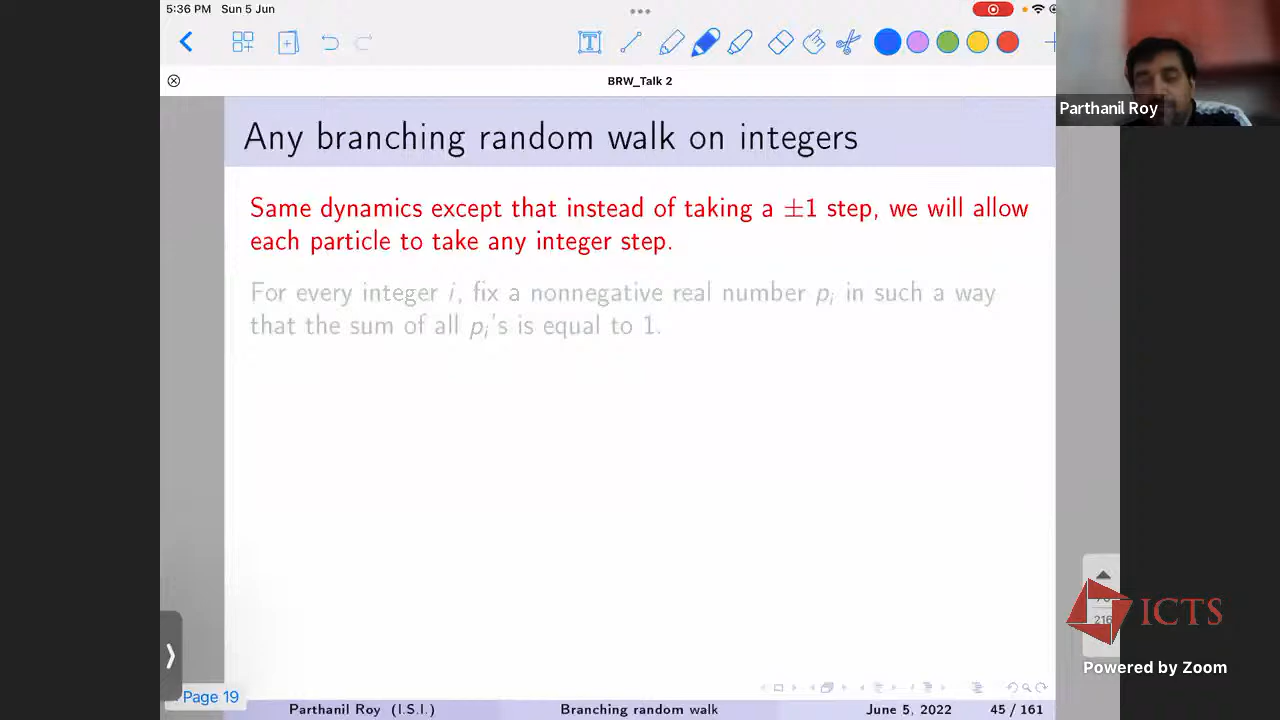 5:36 PM Sun 5 Jun
BRW_Talk 2
Parthanil Roy
Any branching random walk on integers
Same dynamics except that instead of taking a ±1 step, we will allow
each particle to take any integer step.
For every integer i, fix a nonnegative real number pᵢ in such a way
that the sum of all pᵢ's is equal to 1.
216
ICTS
Powered by Zoom
Page 19
Parthanil Roy (I.S.I.) Branching random walk June 5, 2022 45 / 161